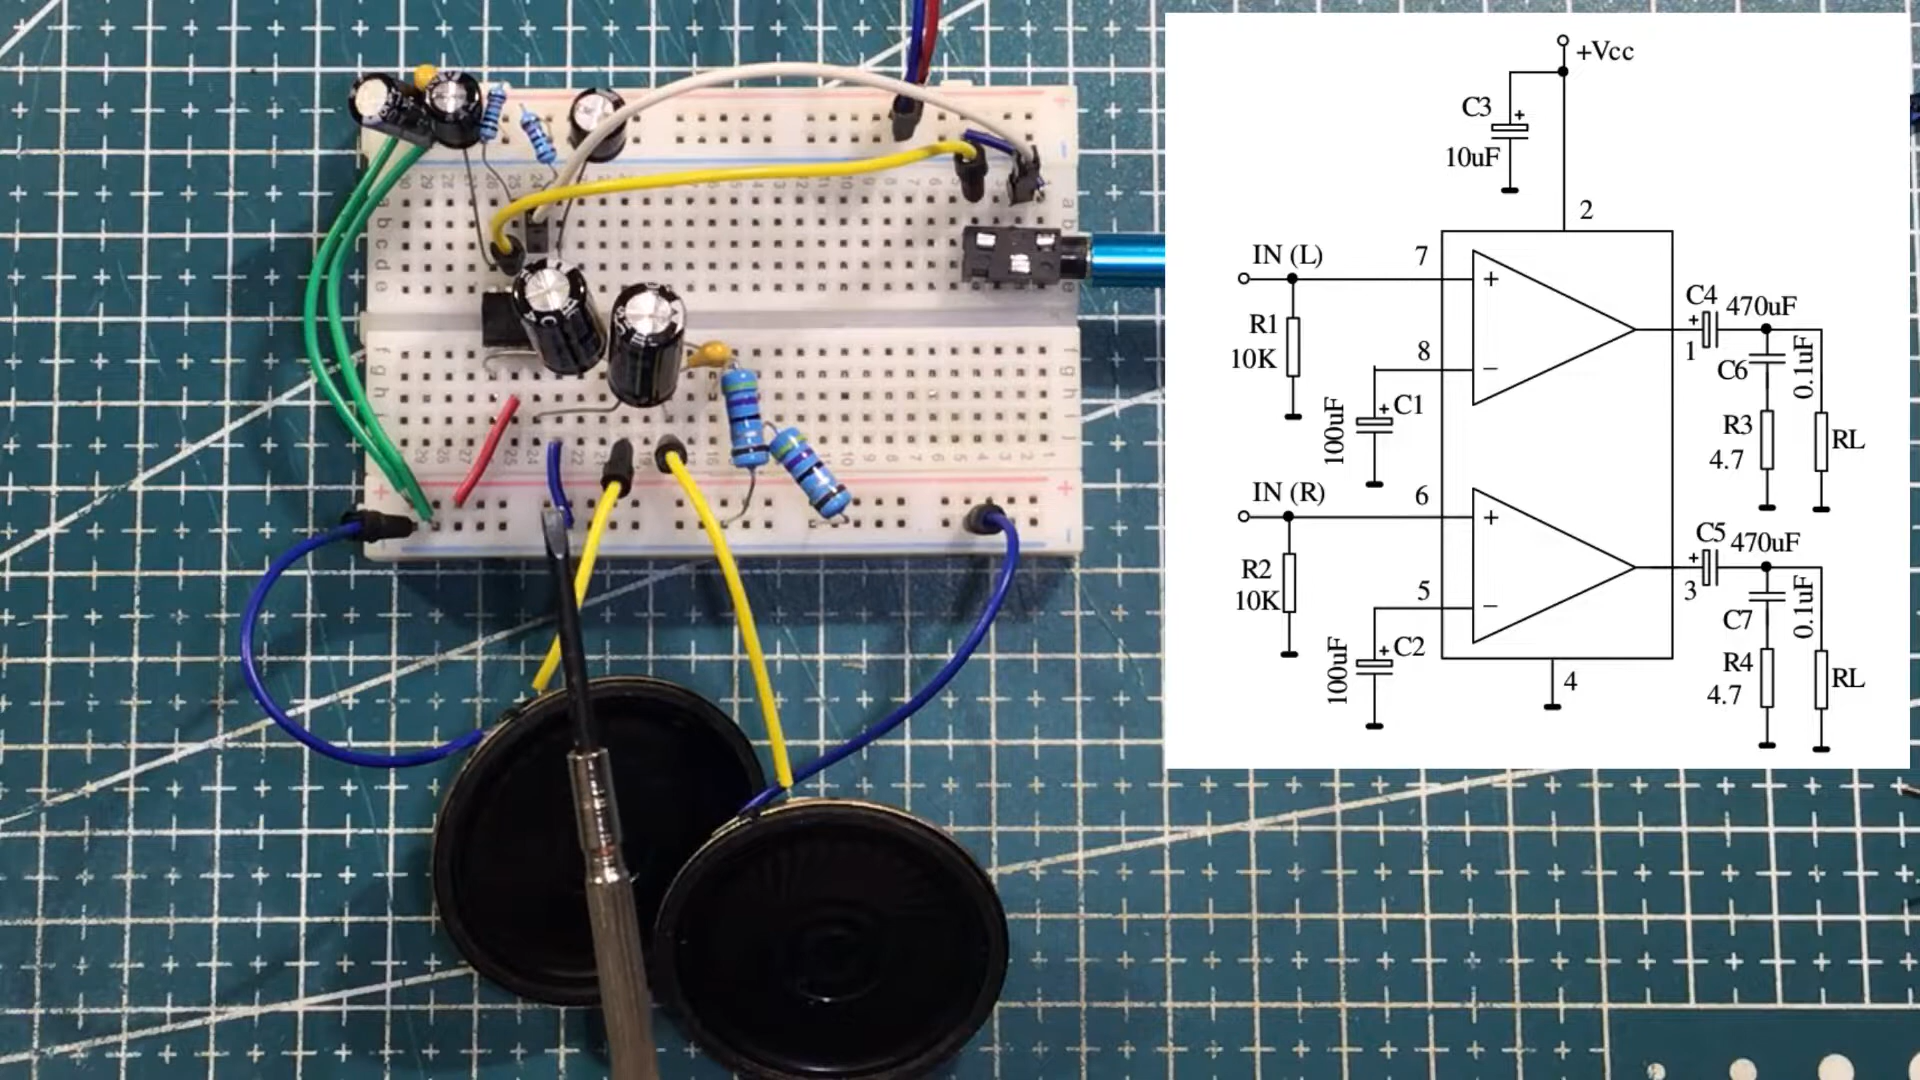 +Vcc
C3
+
10uF
2
IN (L)
7
+
R1
10K
8
−
+
C1
100uF
C4
470uF
+
1
C6
0.1uF
R3
4.7
RL
IN (R)
6
+
R2
10K
5
−
+
C2
100uF
C5
470uF
+
3
C7
0.1uF
R4
4.7
RL
4